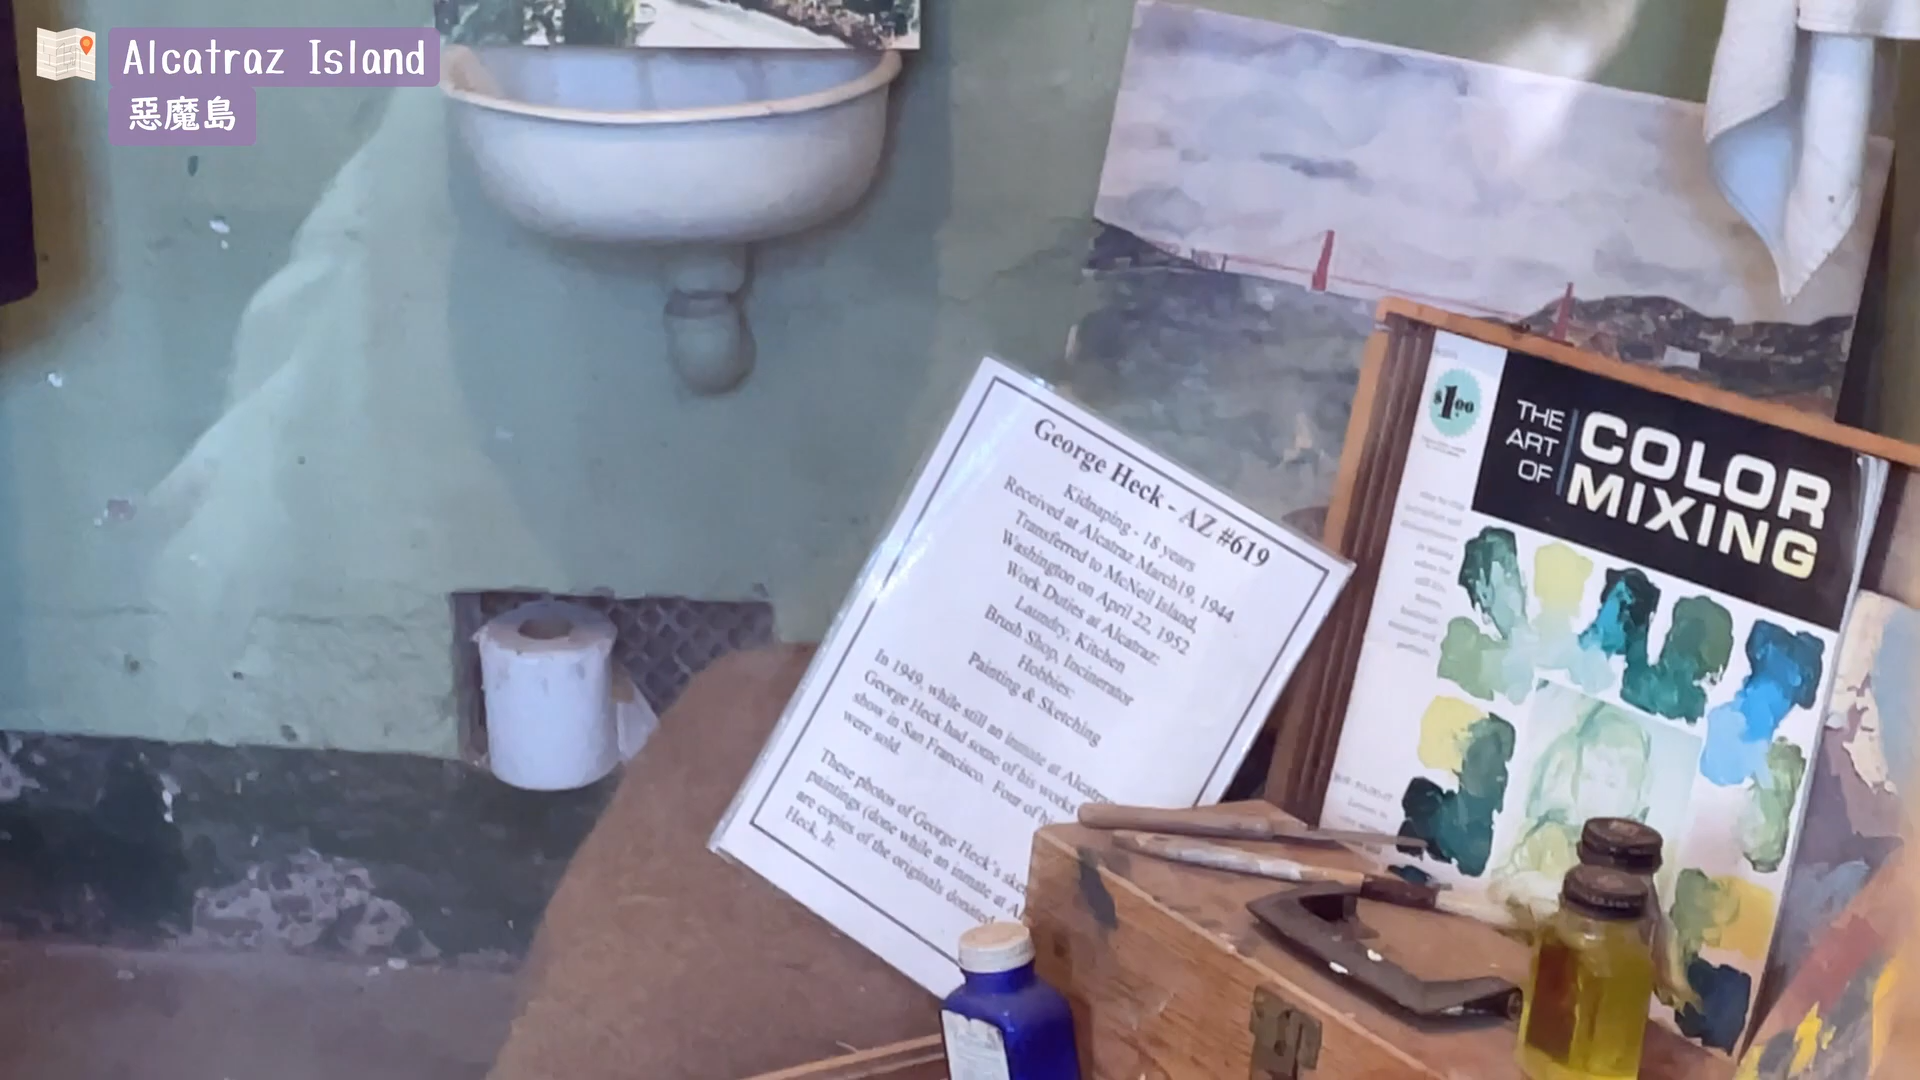 Alcatraz Island
惡魔島
George Heck - AZ #619
Kidnaping - 18 years
Received at Alcatraz March19, 1944
Transferred to McNeil Island,
Washington on April 22, 1952
Work Duties at Alcatraz:
Laundry, Kitchen
Brush Shop, Incinerator
Hobbies:
Painting & Sketching
In 1949, while still an inmate at Alcatraz
George Heck had some of his works
show in San Francisco. Four of his
were sold.
These photos of George Heck's
paintings (done while an inmate at
are copies of the originals donated
Heck, Jr.
$1.00
THE
ART
OF
COLOR
MIXING